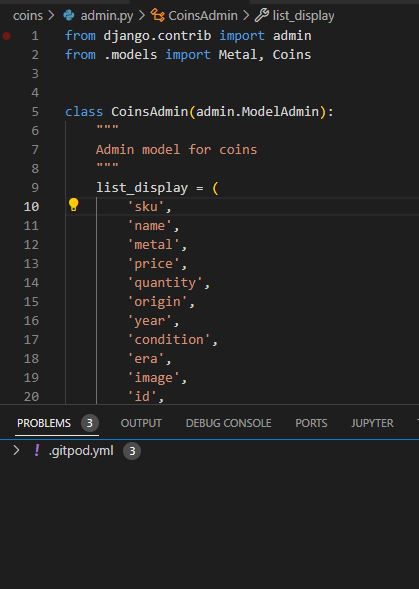 coins > admin.py > CoinsAdmin > list_display
1 from django.contrib import admin
2 from .models import Metal, Coins
3
4
5 class CoinsAdmin(admin.ModelAdmin):
6     """
7     Admin model for coins
8     """
9     list_display = (
10         'sku',
11         'name',
12         'metal',
13         'price',
14         'quantity',
15         'origin',
16         'year',
17         'condition',
18         'era',
19         'image',
20         'id',
PROBLEMS 3 OUTPUT DEBUG CONSOLE PORTS JUPYTER
> ! .gitpod.yml 3